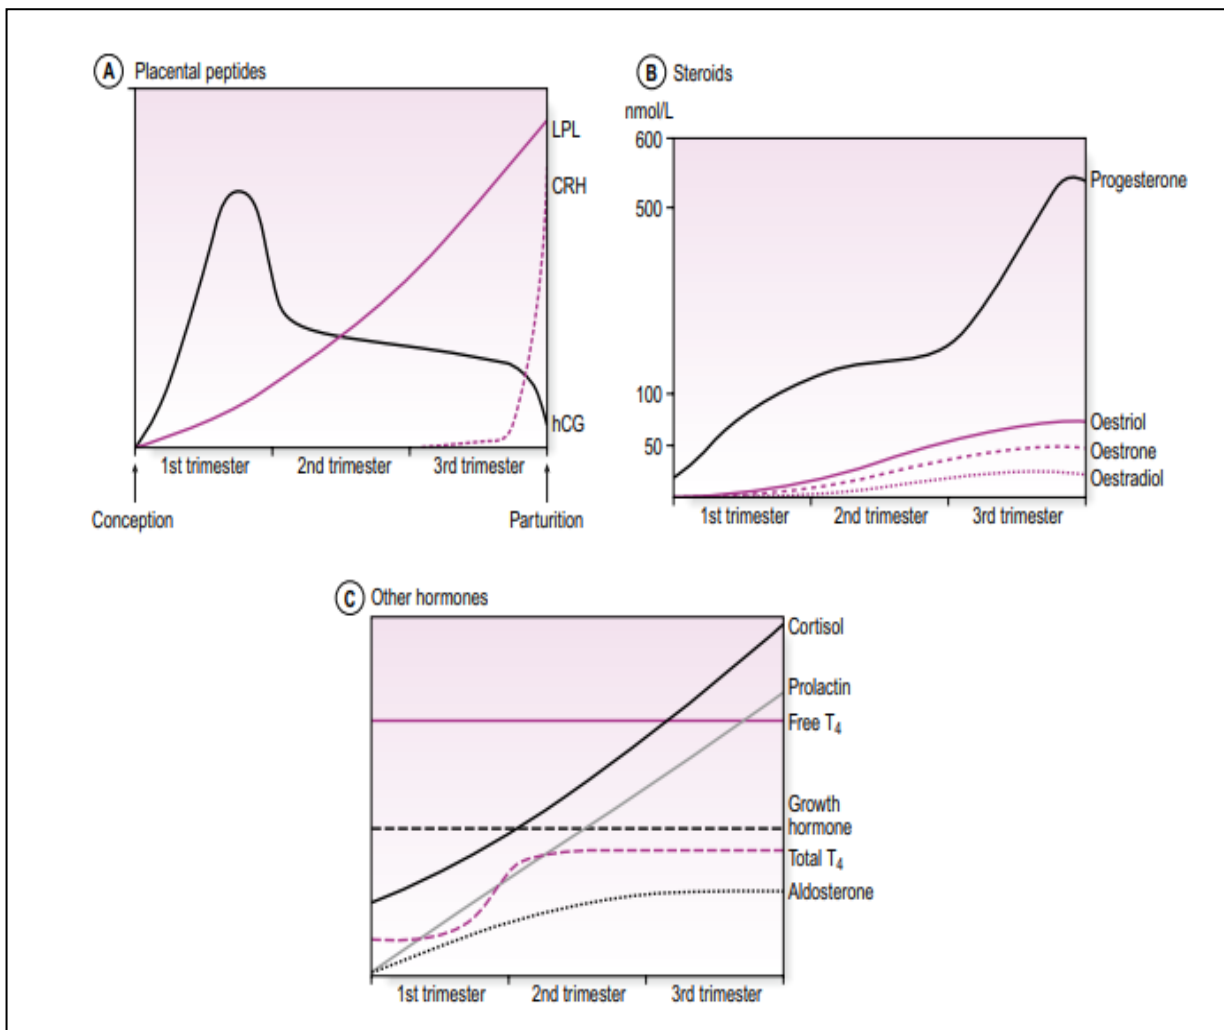 A Placental peptides
LPL
CRH
hCG
1st trimester 2nd trimester 3rd trimester
Conception Parturition
B Steroids
nmol/L
600
500
100
50
Progesterone
Oestriol
Oestrone
Oestradiol
1st trimester 2nd trimester 3rd trimester
C Other hormones
Cortisol
Prolactin
Free T4
Growth
hormone
Total T4
Aldosterone
1st trimester 2nd trimester 3rd trimester